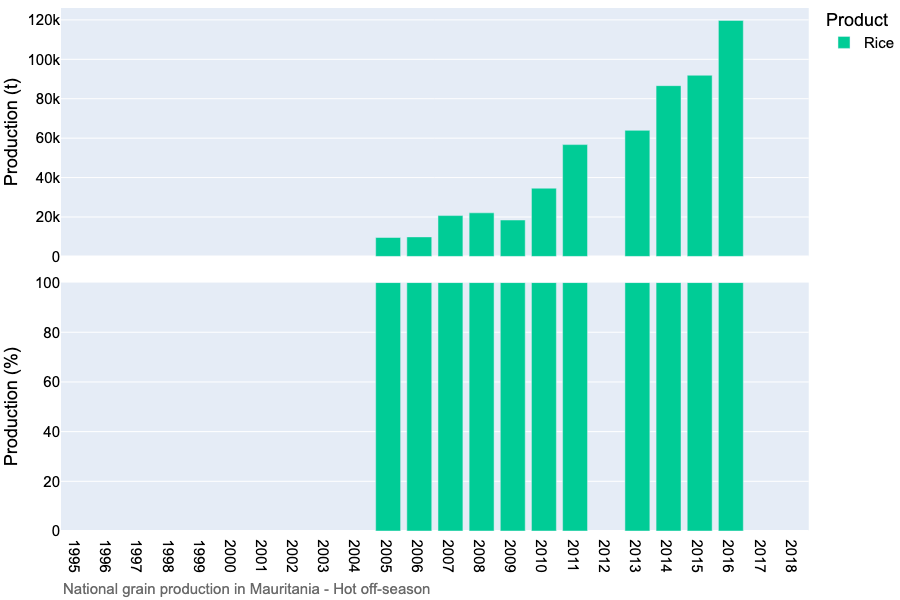 Production (t)
120k
100k
80k
60k
40k
20k
0
Product
Rice
Production (%)
100
80
60
40
20
0
1995 1996 1997 1998 1999 2000 2001 2002 2003 2004 2005 2006 2007 2008 2009 2010 2011 2012 2013 2014 2015 2016 2017 2018
National grain production in Mauritania - Hot off-season